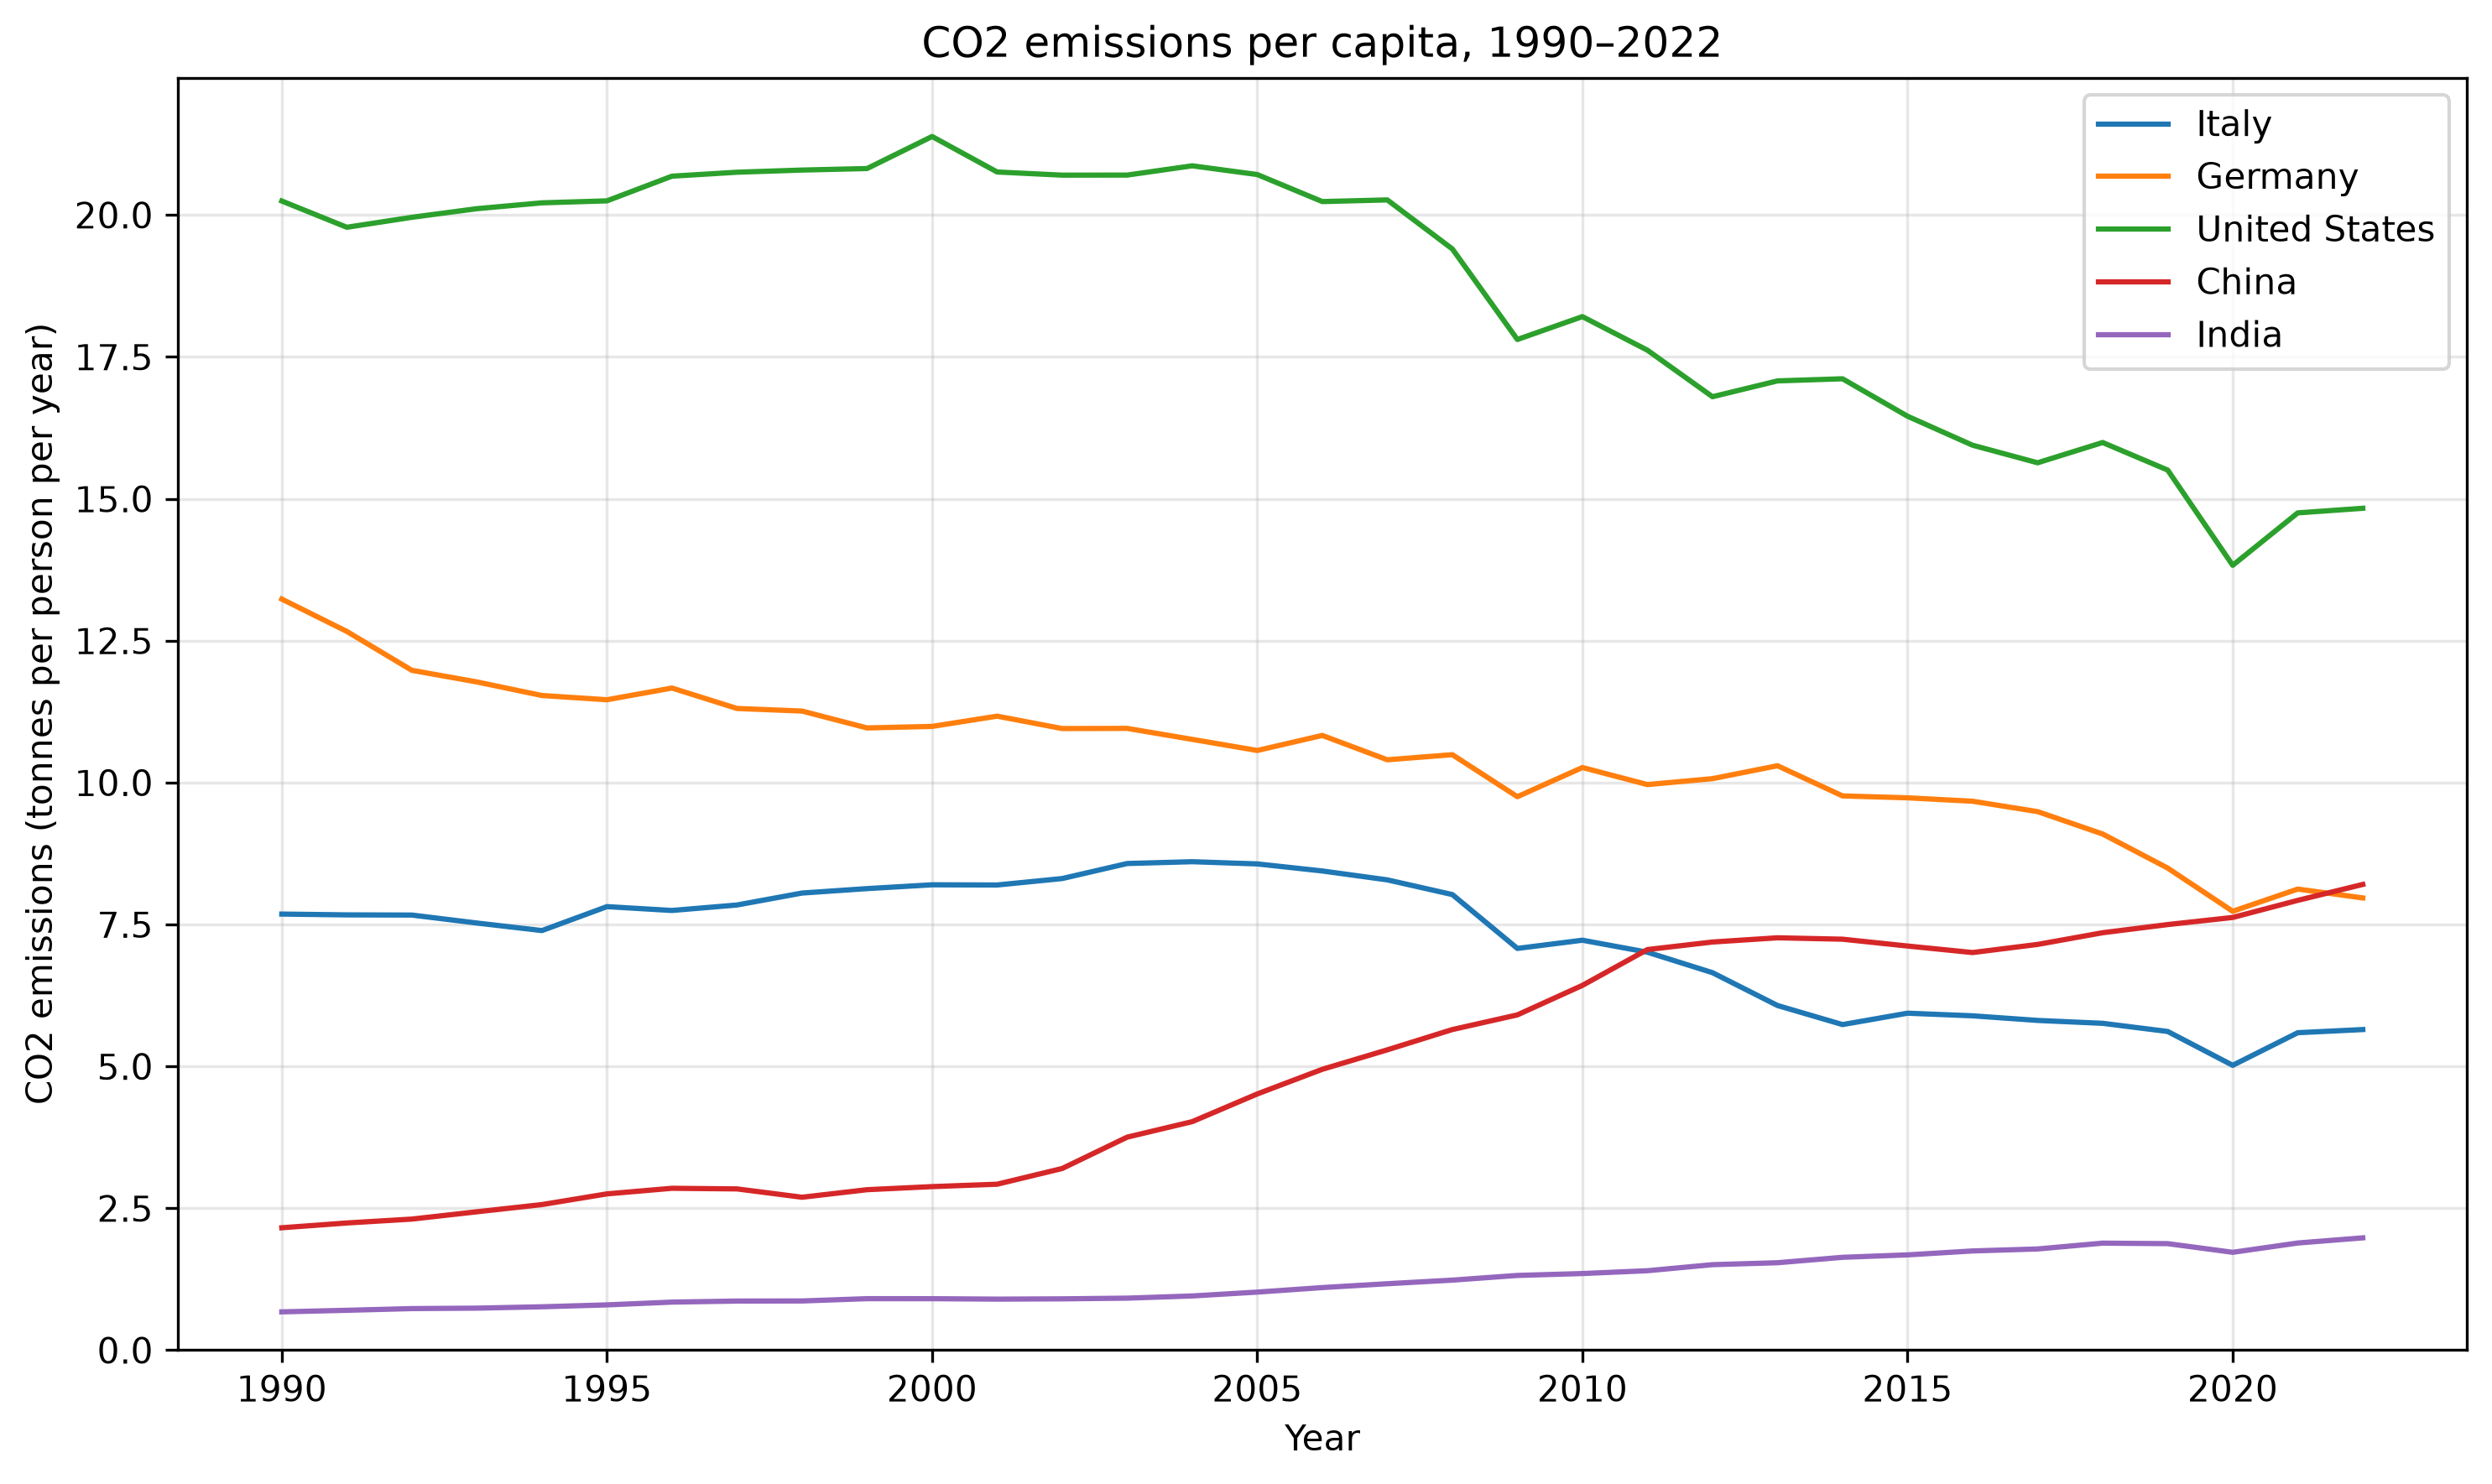 CO2 emissions per capita, 1990–2022
CO2 emissions (tonnes per person per year)
20.0
17.5
15.0
12.5
10.0
7.5
5.0
2.5
0.0
Italy
Germany
United States
China
India
1990 1995 2000 2005 2010 2015 2020
Year